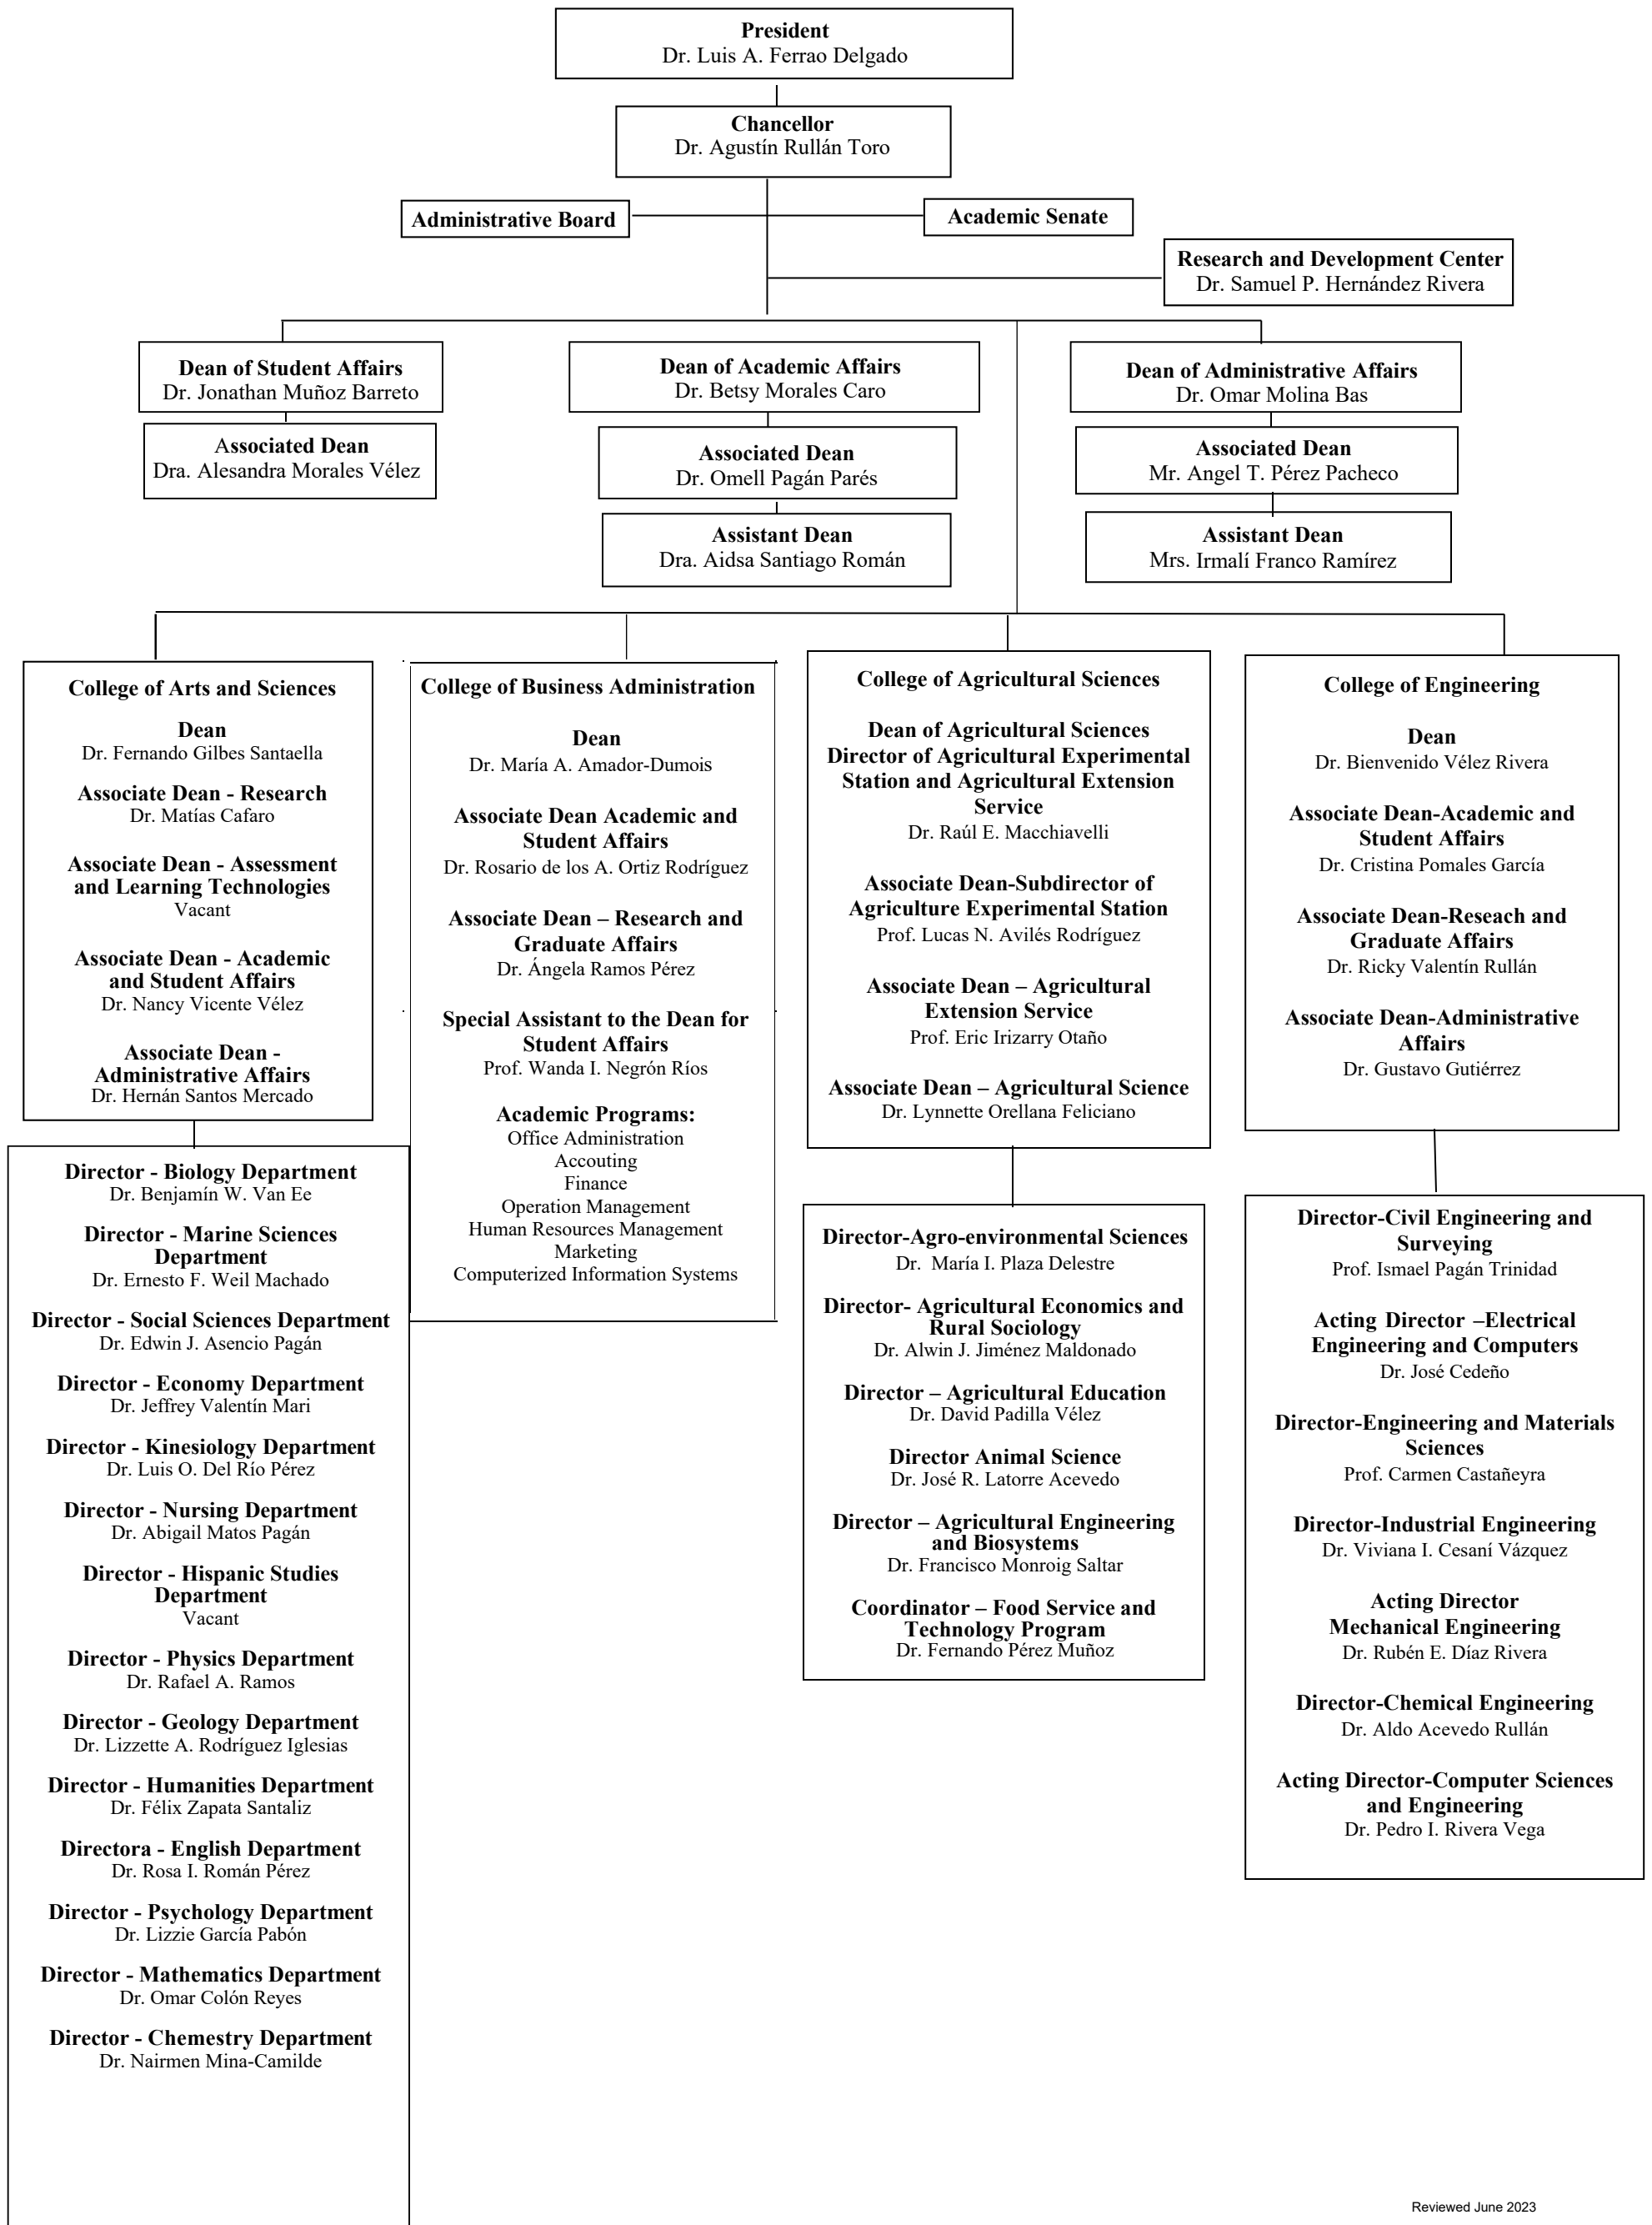 President
Dr. Luis A. Ferrao Delgado
Chancellor
Dr. Agustín Rullán Toro
Administrative Board
Academic Senate
Research and Development Center
Dr. Samuel P. Hernández Rivera
Dean of Student Affairs
Dr. Jonathan Muñoz Barreto
Associated Dean
Dra. Alesandra Morales Vélez
Dean of Academic Affairs
Dr. Betsy Morales Caro
Associated Dean
Dr. Omell Pagán Parés
Assistant Dean
Dra. Aidsa Santiago Román
Dean of Administrative Affairs
Dr. Omar Molina Bas
Associated Dean
Mr. Angel T. Pérez Pacheco
Assistant Dean
Mrs. Irmalí Franco Ramírez
College of Arts and Sciences
Dean
Dr. Fernando Gilbes Santaella
Associate Dean - Research
Dr. Matías Cafaro
Associate Dean - Assessment
and Learning Technologies
Vacant
Associate Dean - Academic
and Student Affairs
Dr. Nancy Vicente Vélez
Associate Dean -
Administrative Affairs
Dr. Hernán Santos Mercado
Director - Biology Department
Dr. Benjamín W. Van Ee
Director - Marine Sciences
Department
Dr. Ernesto F. Weil Machado
Director - Social Sciences Department
Dr. Edwin J. Asencio Pagán
Director - Economy Department
Dr. Jeffrey Valentín Mari
Director - Kinesiology Department
Dr. Luis O. Del Río Pérez
Director - Nursing Department
Dr. Abigail Matos Pagán
Director - Hispanic Studies
Department
Vacant
Director - Physics Department
Dr. Rafael A. Ramos
Director - Geology Department
Dr. Lizzette A. Rodríguez Iglesias
Director - Humanities Department
Dr. Félix Zapata Santaliz
Directora - English Department
Dr. Rosa I. Román Pérez
Director - Psychology Department
Dr. Lizzie García Pabón
Director - Mathematics Department
Dr. Omar Colón Reyes
Director - Chemestry Department
Dr. Nairmen Mina-Camilde
College of Business Administration
Dean
Dr. María A. Amador-Dumois
Associate Dean Academic and
Student Affairs
Dr. Rosario de los A. Ortiz Rodríguez
Associate Dean – Research and
Graduate Affairs
Dr. Ángela Ramos Pérez
Special Assistant to the Dean for
Student Affairs
Prof. Wanda I. Negrón Ríos
Academic Programs:
Office Administration
Accouting
Finance
Operation Management
Human Resources Management
Marketing
Computerized Information Systems
College of Agricultural Sciences
Dean of Agricultural Sciences
Director of Agricultural Experimental
Station and Agricultural Extension
Service
Dr. Raúl E. Macchiavelli
Associate Dean-Subdirector of
Agriculture Experimental Station
Prof. Lucas N. Avilés Rodríguez
Associate Dean – Agricultural
Extension Service
Prof. Eric Irizarry Otaño
Associate Dean – Agricultural Science
Dr. Lynnette Orellana Feliciano
Director-Agro-environmental Sciences
Dr. María I. Plaza Delestre
Director- Agricultural Economics and
Rural Sociology
Dr. Alwin J. Jiménez Maldonado
Director – Agricultural Education
Dr. David Padilla Vélez
Director Animal Science
Dr. José R. Latorre Acevedo
Director – Agricultural Engineering
and Biosystems
Dr. Francisco Monroig Saltar
Coordinator – Food Service and
Technology Program
Dr. Fernando Pérez Muñoz
College of Engineering
Dean
Dr. Bienvenido Vélez Rivera
Associate Dean-Academic and
Student Affairs
Dr. Cristina Pomales García
Associate Dean-Reseach and
Graduate Affairs
Dr. Ricky Valentín Rullán
Associate Dean-Administrative
Affairs
Dr. Gustavo Gutiérrez
Director-Civil Engineering and
Surveying
Prof. Ismael Pagán Trinidad
Acting Director –Electrical
Engineering and Computers
Dr. José Cedeño
Director-Engineering and Materials
Sciences
Prof. Carmen Castañeyra
Director-Industrial Engineering
Dr. Viviana I. Cesaní Vázquez
Acting Director
Mechanical Engineering
Dr. Rubén E. Díaz Rivera
Director-Chemical Engineering
Dr. Aldo Acevedo Rullán
Acting Director-Computer Sciences
and Engineering
Dr. Pedro I. Rivera Vega
Reviewed June 2023